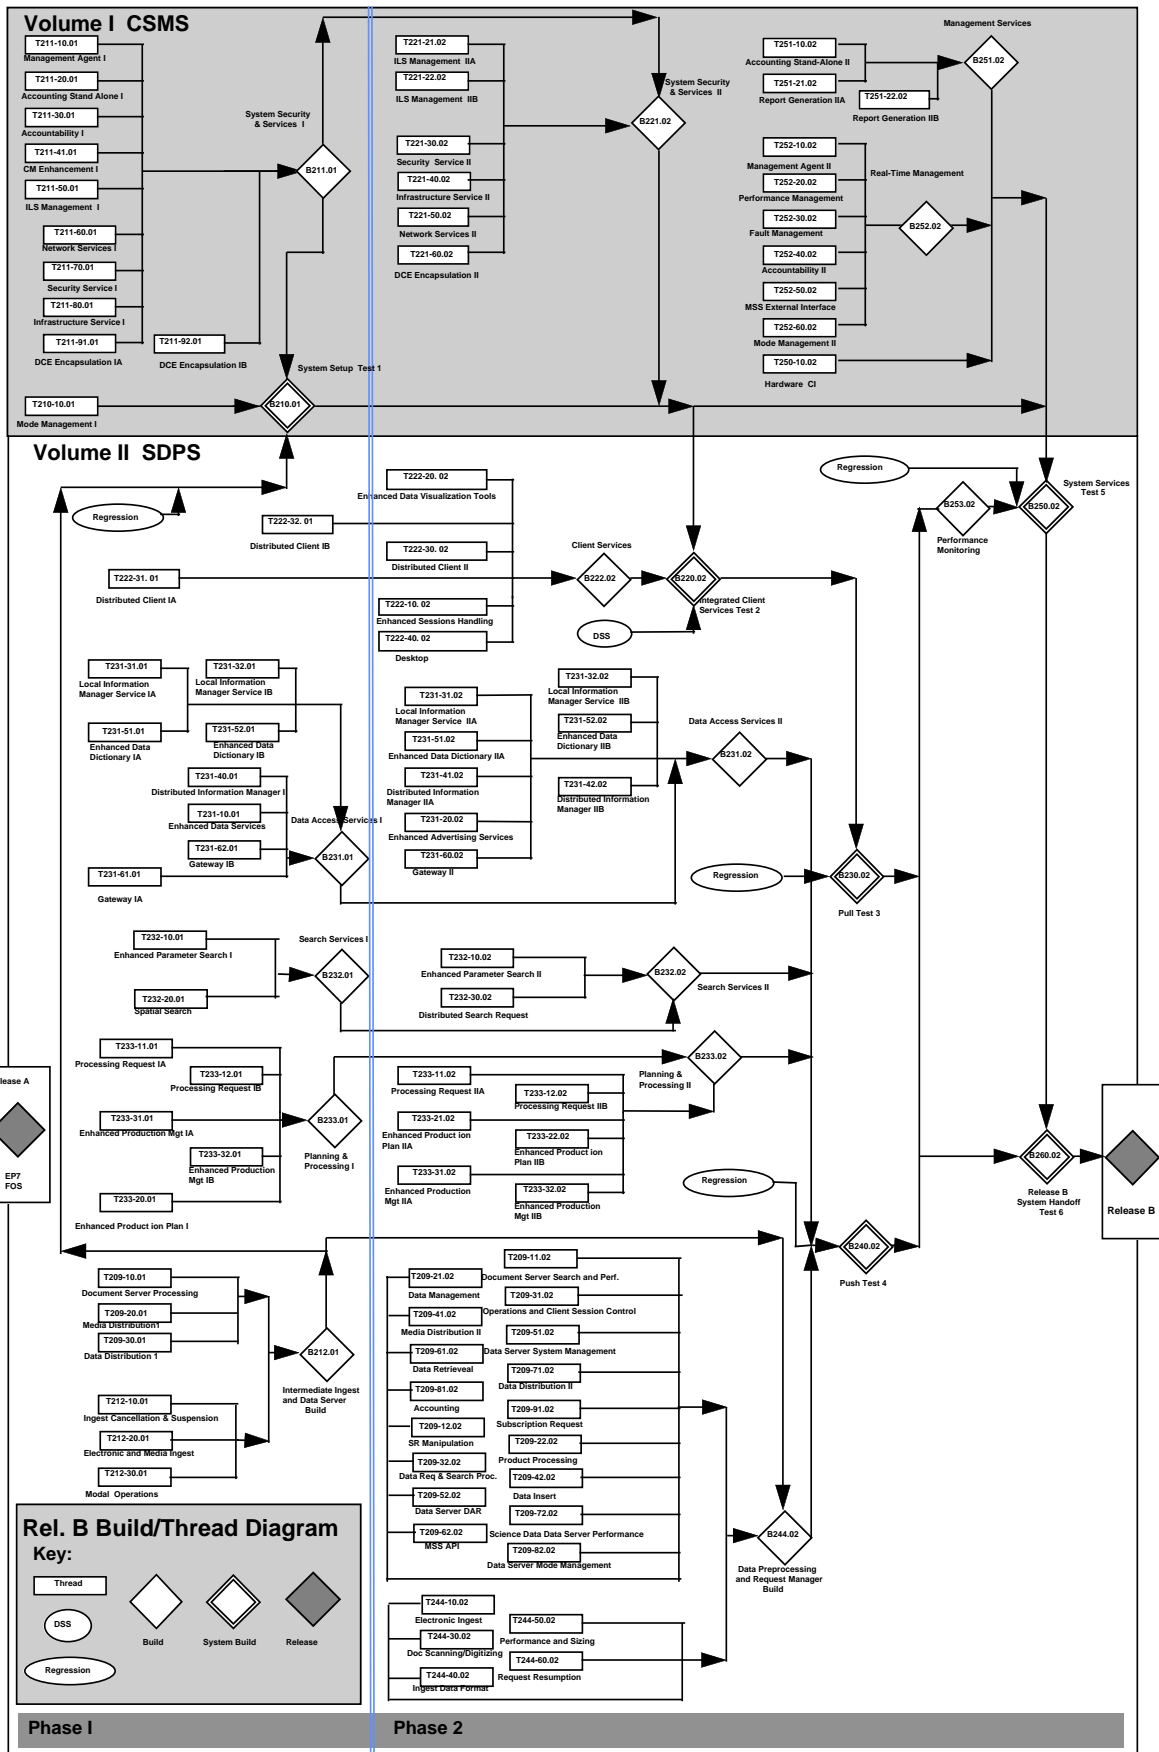 Volume I  CSMS
T211-10.01
Management Agent I
T211-20.01
Accounting Stand Alone I
T211-30.01
Accountability I
T211-41.01
CM Enhancement I
T211-50.01
ILS Management  I
T211-60.01
Network Services I
T211-70.01
Security Service I
T211-80.01
Infrastructure Service I
T211-91.01
DCE Encapsulation IA
T211-92.01
DCE Encapsulation IB
System Security
& Services  I
B211.01
System Setup  Test 1
B210.01
T210-10.01
Mode Management I
T221-21.02
ILS Management  IIA
T221-22.02
ILS Management  IIB
T221-30.02
Security  Service II
T221-40.02
Infrastructure Service II
T221-50.02
Network Services II
T221-60.02
DCE Encapsulation II
System Security
& Services  II
B221.02
Management Services
T251-10.02
Accounting Stand-Alone II
T251-21.02
Report Generation IIA
T251-22.02
Report Generation IIB
B251.02
T252-10.02
Management Agent II
Real-Time Management
T252-20.02
Performance Management
T252-30.02
Fault Management
B252.02
T252-40.02
Accountability II
T252-50.02
MSS External Interface
T252-60.02
Mode Management II
T250-10.02
Hardware  CI
Volume II  SDPS
Regression
T222-20. 02
Enhanced Data Visualization Tools
T222-32. 01
Distributed Client IB
T222-30. 02
Distributed Client II
T222-31. 01
Distributed Client IA
T222-10. 02
Enhanced Sessions Handling
T222-40. 02
Desktop
Client Services
B222.02
B220.02
Integrated Client
Services Test 2
DSS
Regression
B253.02
Performance
Monitoring
B250.02
System Services
Test 5
T231-31.01
Local Information
Manager Service IA
T231-32.01
Local Information
Manager Service IB
T231-51.01
Enhanced Data
Dictionary IA
T231-52.01
Enhanced Data
Dictionary IB
T231-40.01
Distributed Information Manager I
T231-10.01
Enhanced Data Services
T231-62.01
Gateway IB
T231-61.01
Gateway IA
Data Access Services I
B231.01
T231-31.02
Local Information
Manager Service  IIA
T231-51.02
Enhanced Data Dictionary IIA
T231-41.02
Distributed Information
Manager IIA
T231-20.02
Enhanced Advertising Services
T231-60.02
Gateway II
T231-32.02
Local Information
Manager Service  IIB
T231-52.02
Enhanced Data
Dictionary IIB
T231-42.02
Distributed Information
Manager IIB
Data Access Services II
B231.02
Regression
B230.02
Pull Test 3
T232-10.01
Enhanced Parameter Search I
T232-20.01
Spatial Search
Search Services I
B232.01
T232-10.02
Enhanced Parameter Search II
T232-30.02
Distributed Search Request
B232.02
Search Services II
T233-11.01
Processing Request IA
T233-12.01
Processing Request IB
T233-31.01
Enhanced Production Mgt IA
T233-32.01
Enhanced Production
Mgt IB
T233-20.01
Enhanced Product ion Plan I
B233.01
Planning &
Processing I
T233-11.02
Processing Request IIA
T233-12.02
Processing Request IIB
T233-21.02
Enhanced Product ion
Plan IIA
T233-22.02
Enhanced Product ion
Plan IIB
T233-31.02
Enhanced Production
Mgt IIA
T233-32.02
Enhanced Production
Mgt IIB
B233.02
Planning &
Processing II
Regression
B240.02
Push Test 4
B260.02
Release B
System Handoff
Test 6
Release B
lease A
EP7
FOS
T209-10.01
Document Server Processing
T209-20.01
Media Distribution1
T209-30.01
Data Distribution 1
T212-10.01
Ingest Cancellation & Suspension
T212-20.01
Electronic and Media Ingest
T212-30.01
Modal  Operations
B212.01
Intermediate Ingest
and Data Server
Build
T209-11.02
Document Server Search and Perf.
T209-21.02
Data Management
T209-31.02
Operations and Client Session Control
T209-41.02
Media Distribution II
T209-51.02
Data Server System Management
T209-61.02
Data Retrieveal
T209-71.02
Data Distribution II
T209-81.02
Accounting
T209-91.02
Subscription Request
T209-12.02
SR Manipulation
T209-22.02
Product Processing
T209-32.02
Data Req & Search Proc.
T209-42.02
Data Insert
T209-52.02
Data Server DAR
T209-72.02
Science Data Data Server Performance
T209-62.02
MSS API
T209-82.02
Data Server Mode Management
B244.02
Data Preprocessing
and Request Manager
Build
T244-10.02
Electronic Ingest
T244-50.02
Performance and Sizing
T244-30.02
Doc Scanning/Digitizing
T244-60.02
Request Resumption
T244-40.02
Ingest Data Format
Rel. B Build/Thread Diagram
Key:
Thread
DSS
Regression
Build
System Build
Release
Phase I
Phase 2